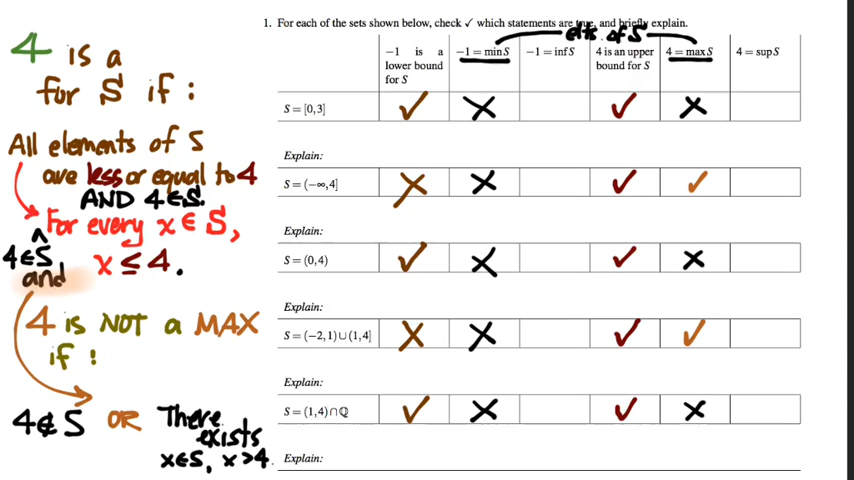 1. For each of the sets shown below, check ✓ which statements are true, and briefly explain.
elts of S
−1 is a lower bound for S
−1 = min S
−1 = inf S
4 is an upper bound for S
4 = max S
4 = sup S
S = [0,3] ✓ ✗ ✓ ✗
Explain:
S = (−∞,4] ✗ ✗ ✓ ✓
Explain:
S = (0,4) ✓ ✗ ✓ ✗
Explain:
S = (−2,1)∪(1,4] ✗ ✗ ✓ ✓
Explain:
S = (1,4)∩ℚ ✓ ✗ ✓ ✗
Explain:
4 is a
for S if :
All elements of S
are less or equal to 4
AND 4∈S.
For every x∈S,
4∈S,
and x ≤ 4.
4 is NOT a MAX
if :
4∉S OR There
exists
x∈S, x>4.